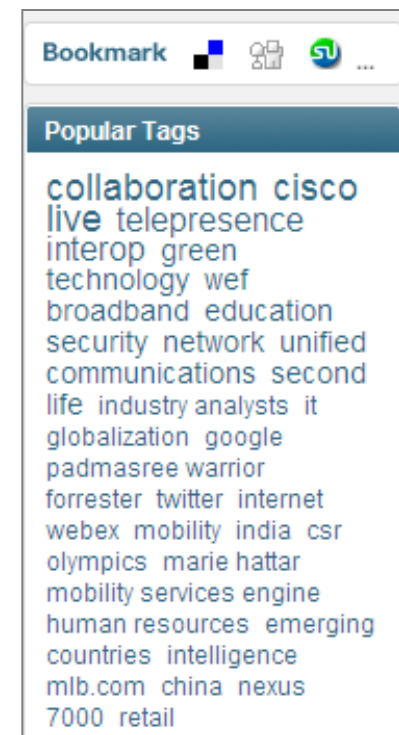 Bookmark ...
Popular Tags
collaboration cisco
live telepresence
interop green
technology wef
broadband education
security network unified
communications second
life industry analysts it
globalization google
padmasree warrior
forrester twitter internet
webex mobility india csr
olympics marie hattar
mobility services engine
human resources emerging
countries intelligence
mlb.com china nexus
7000 retail